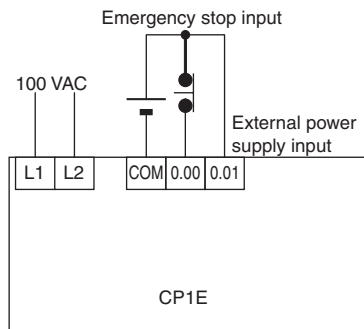 Emergency stop input
100 VAC
External power
supply input
L1 L2 COM 0.00 0.01
CP1E